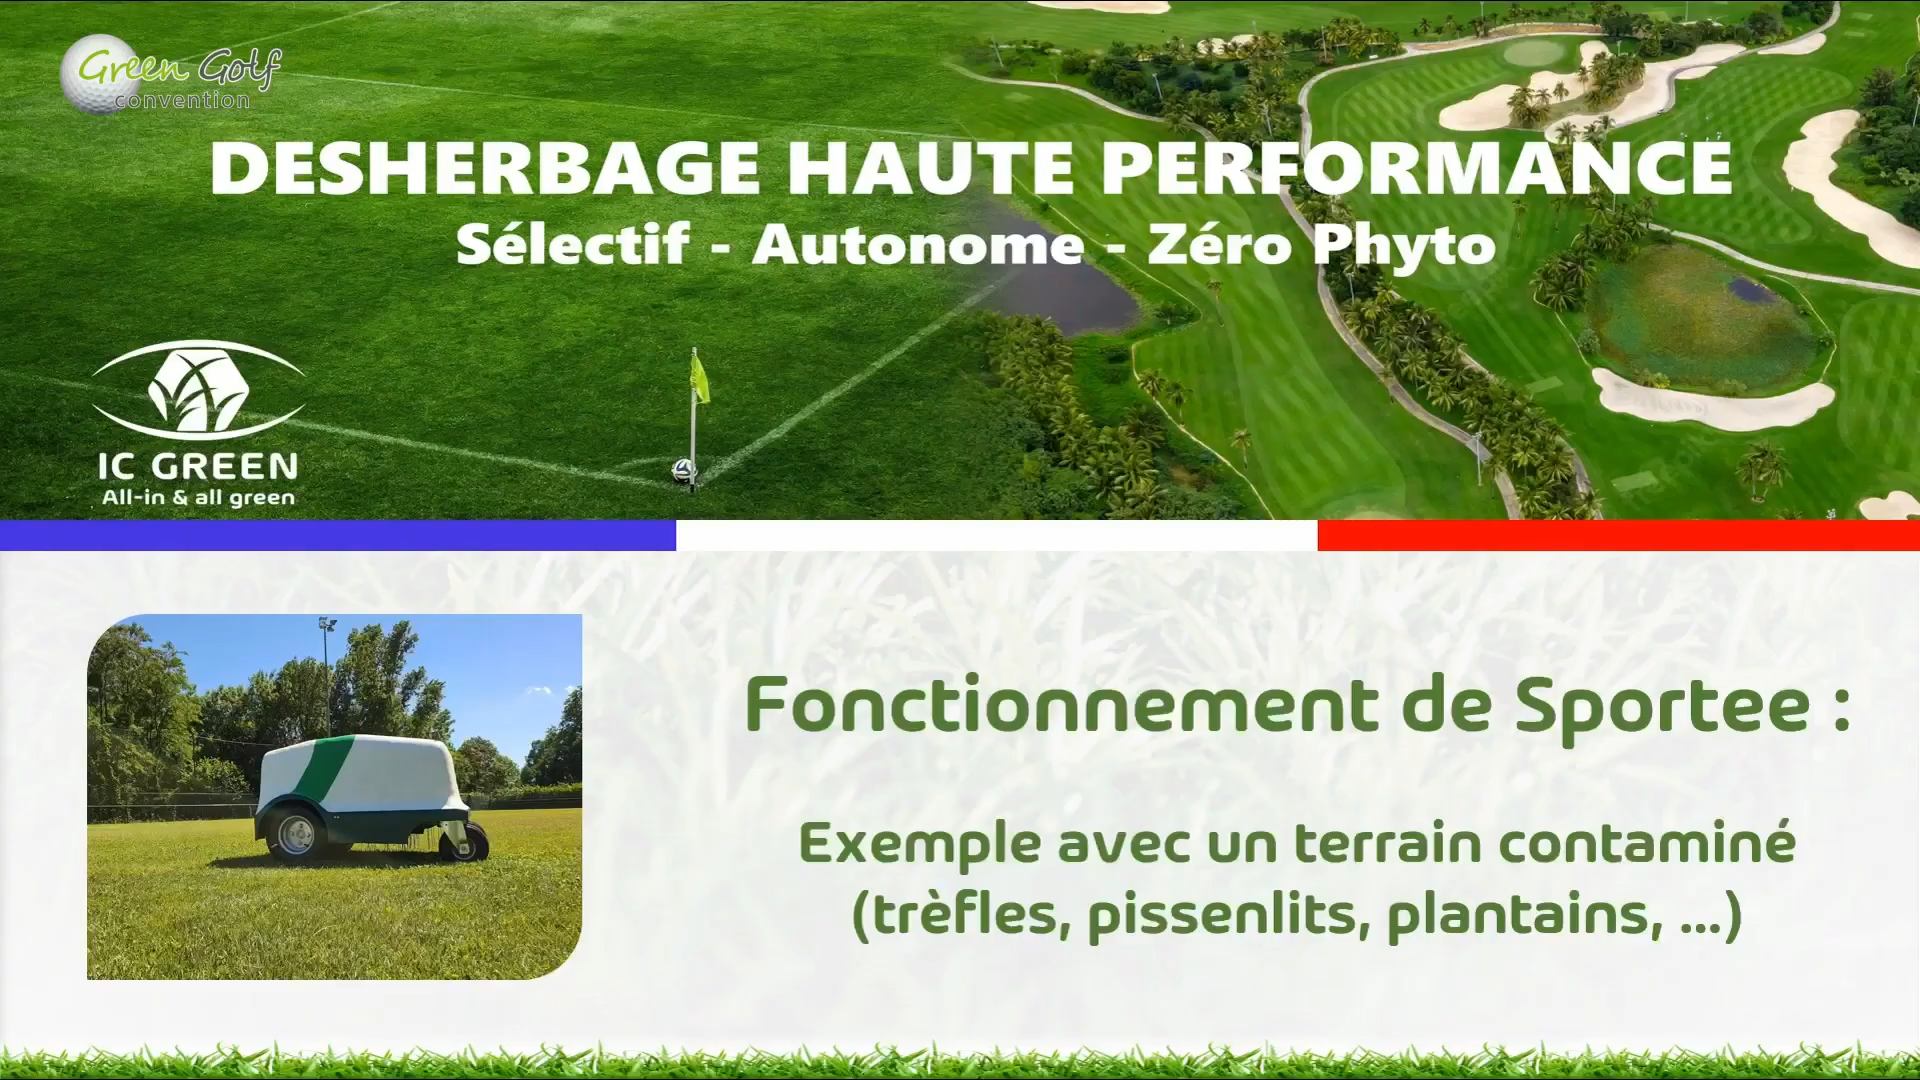 Green Golf
convention
DESHERBAGE HAUTE PERFORMANCE
Sélectif - Autonome - Zéro Phyto
IC GREEN
All-in & all green
Fonctionnement de Sportee :
Exemple avec un terrain contaminé
(trèfles, pissenlits, plantains, ...)